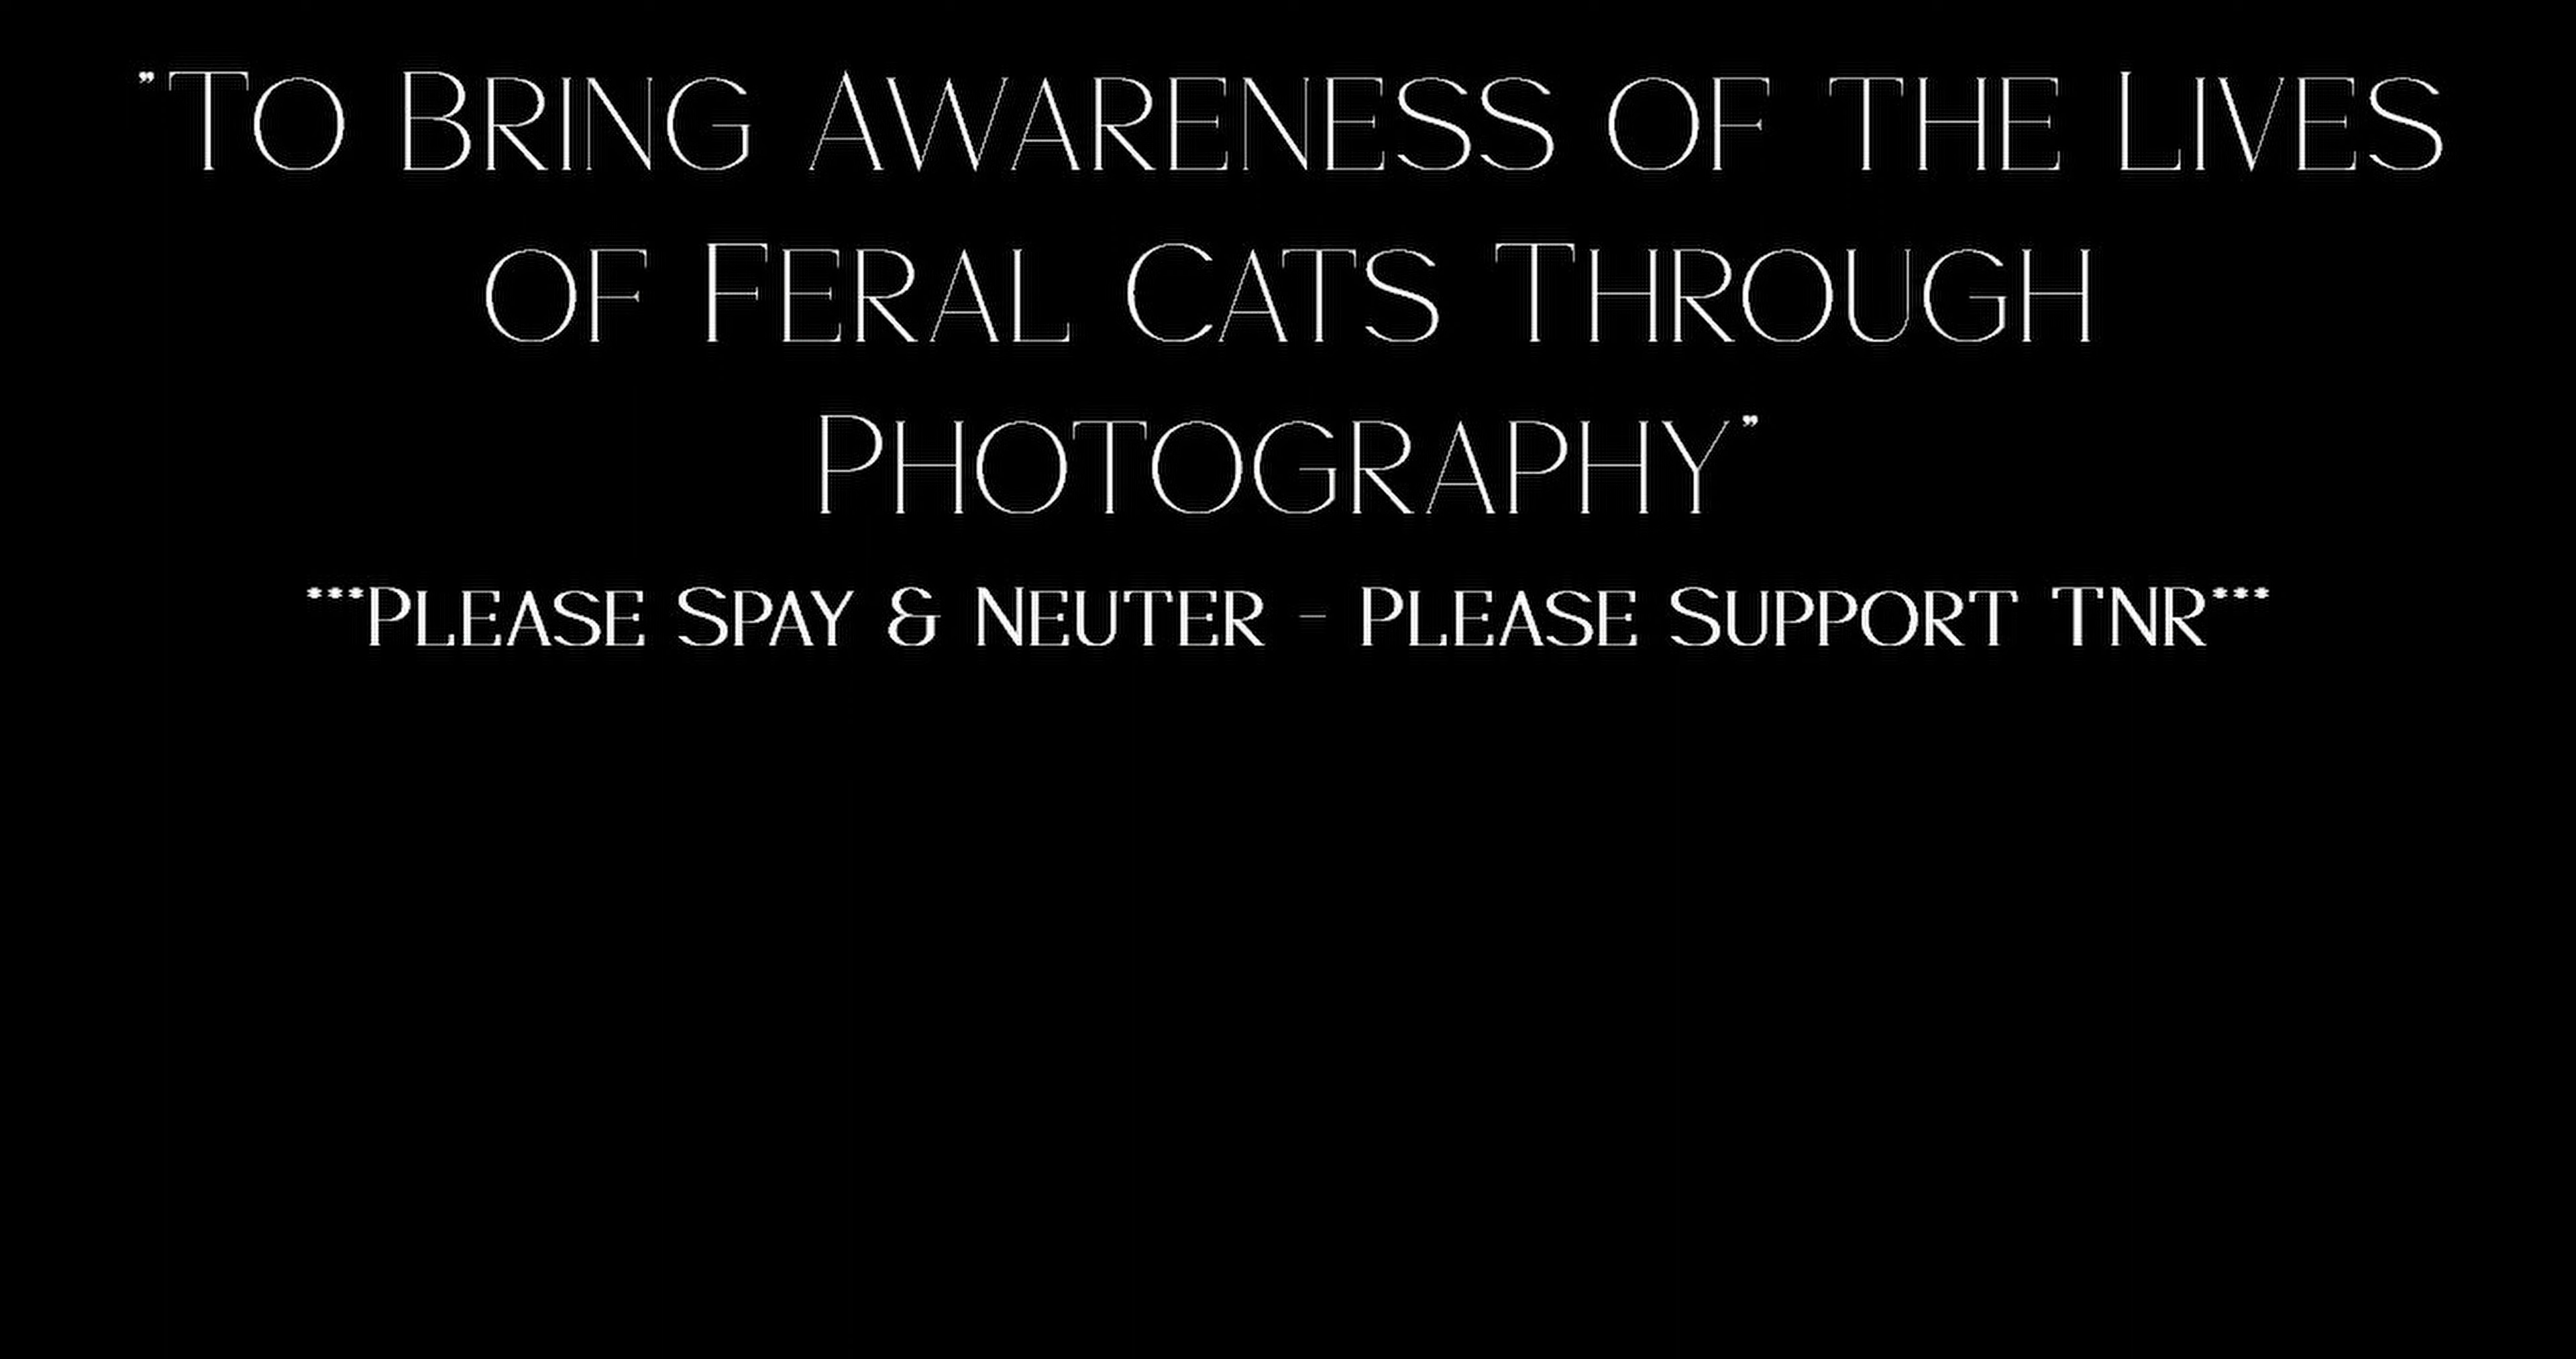 "To Bring Awareness of the Lives
of Feral Cats Through
Photography"
***Please Spay & Neuter - Please Support TNR***